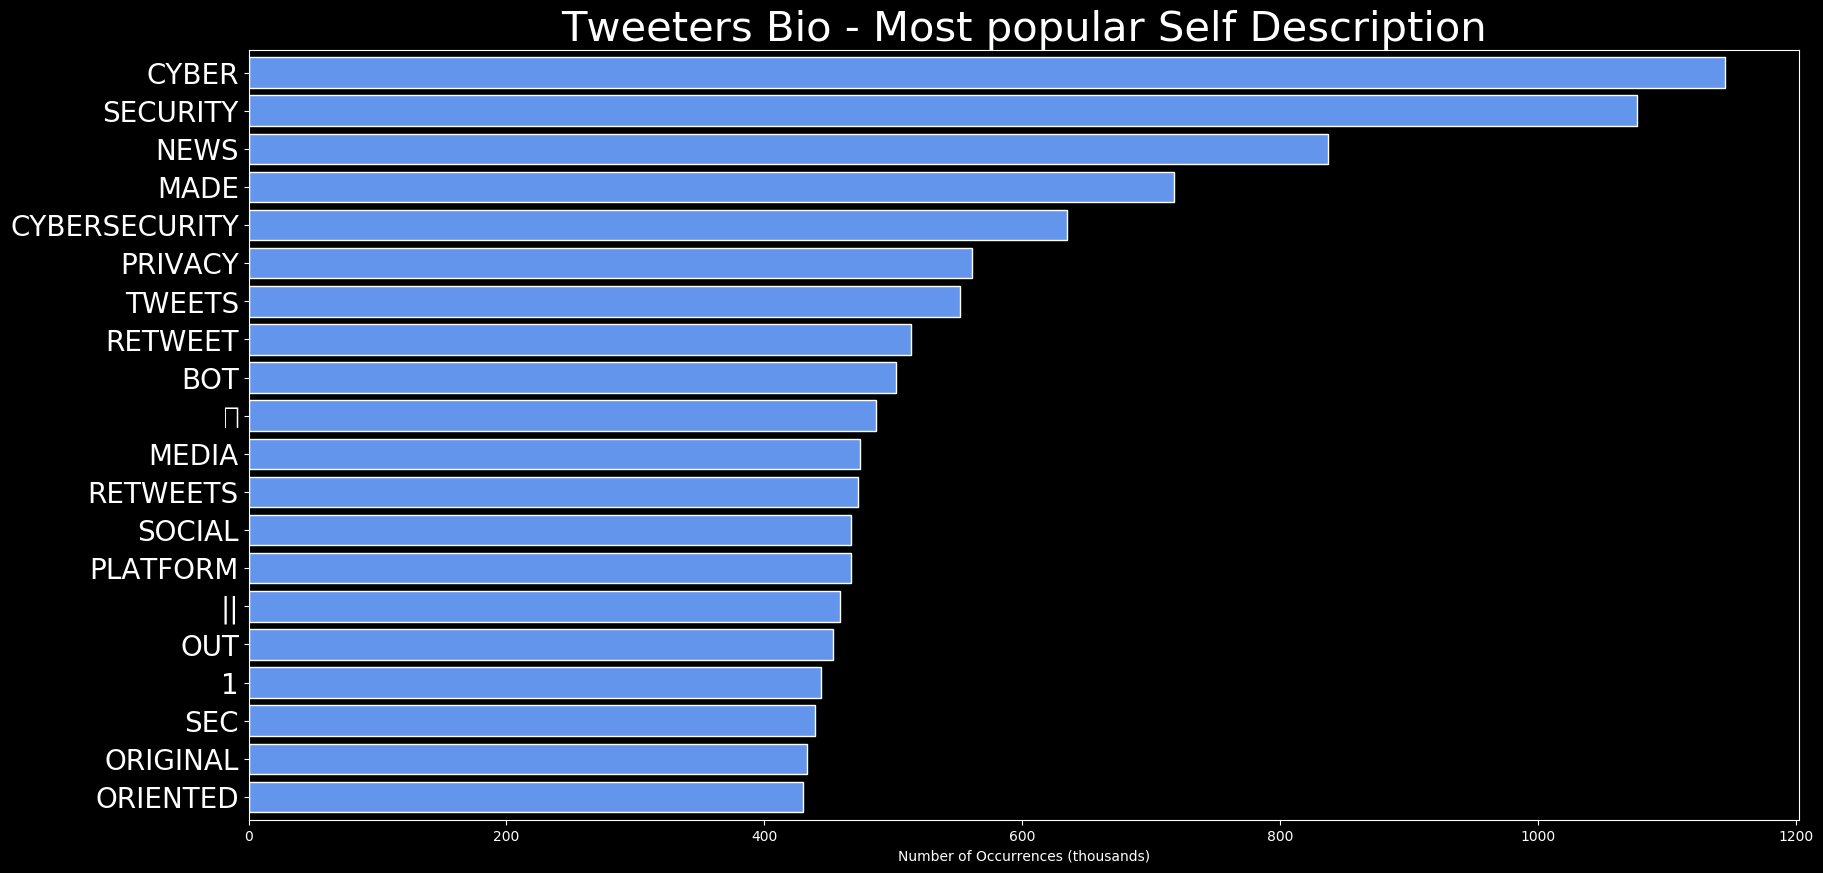 Tweeters Bio - Most popular Self Description
CYBER
SECURITY
NEWS
MADE
CYBERSECURITY
PRIVACY
TWEETS
RETWEET
BOT
MEDIA
RETWEETS
SOCIAL
PLATFORM
||
OUT
1
SEC
ORIGINAL
ORIENTED
0 200 400 600 800 1000 1200
Number of Occurrences (thousands)